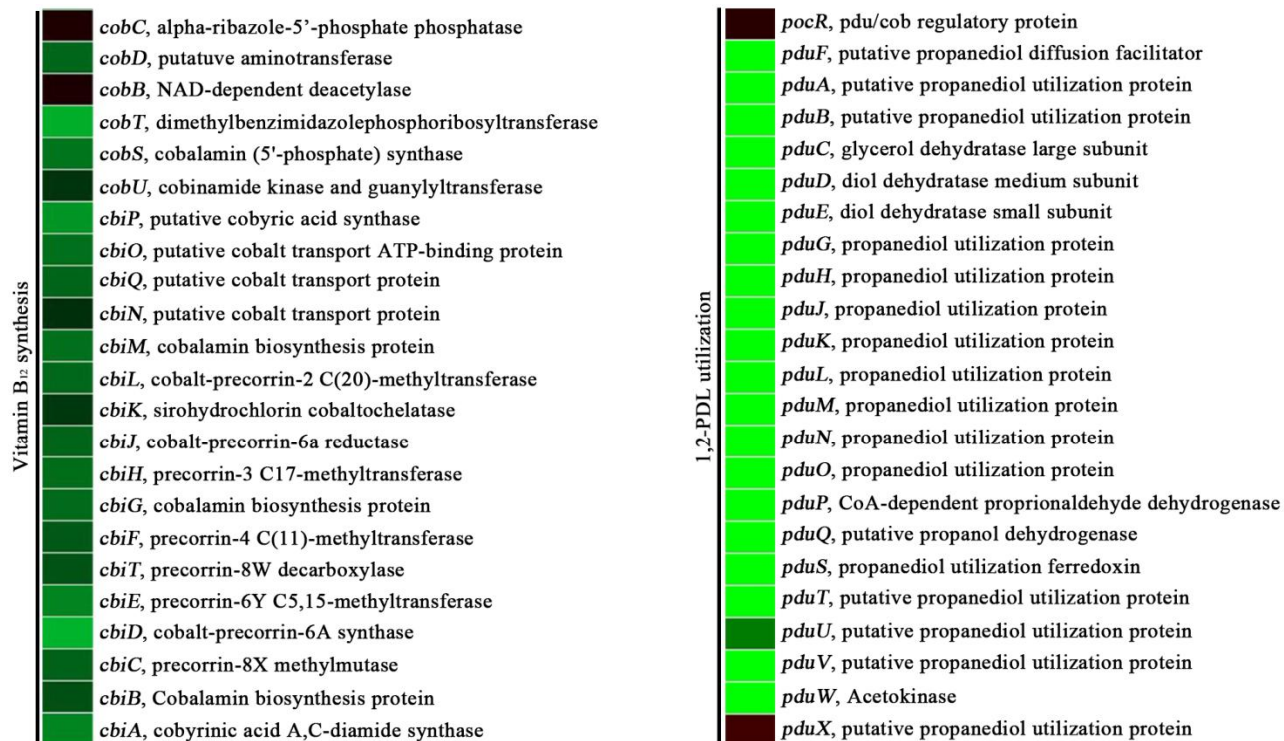 Vitamin B₁₂ synthesis
cobC, alpha-ribazole-5’-phosphate phosphatase
cobD, putatuve aminotransferase
cobB, NAD-dependent deacetylase
cobT, dimethylbenzimidazolephosphoribosyltransferase
cobS, cobalamin (5'-phosphate) synthase
cobU, cobinamide kinase and guanylyltransferase
cbiP, putative cobyric acid synthase
cbiO, putative cobalt transport ATP-binding protein
cbiQ, putative cobalt transport protein
cbiN, putative cobalt transport protein
cbiM, cobalamin biosynthesis protein
cbiL, cobalt-precorrin-2 C(20)-methyltransferase
cbiK, sirohydrochlorin cobaltochelatase
cbiJ, cobalt-precorrin-6a reductase
cbiH, precorrin-3 C17-methyltransferase
cbiG, cobalamin biosynthesis protein
cbiF, precorrin-4 C(11)-methyltransferase
cbiT, precorrin-8W decarboxylase
cbiE, precorrin-6Y C5,15-methyltransferase
cbiD, cobalt-precorrin-6A synthase
cbiC, precorrin-8X methylmutase
cbiB, Cobalamin biosynthesis protein
cbiA, cobyrinic acid A,C-diamide synthase
1,2-PDL utilization
pocR, pdu/cob regulatory protein
pduF, putative propanediol diffusion facilitator
pduA, putative propanediol utilization protein
pduB, putative propanediol utilization protein
pduC, glycerol dehydratase large subunit
pduD, diol dehydratase medium subunit
pduE, diol dehydratase small subunit
pduG, propanediol utilization protein
pduH, propanediol utilization protein
pduJ, propanediol utilization protein
pduK, propanediol utilization protein
pduL, propanediol utilization protein
pduM, propanediol utilization protein
pduN, propanediol utilization protein
pduO, propanediol utilization protein
pduP, CoA-dependent proprionaldehyde dehydrogenase
pduQ, putative propanol dehydrogenase
pduS, propanediol utilization ferredoxin
pduT, putative propanediol utilization protein
pduU, putative propanediol utilization protein
pduV, putative propanediol utilization protein
pduW, Acetokinase
pduX, putative propanediol utilization protein